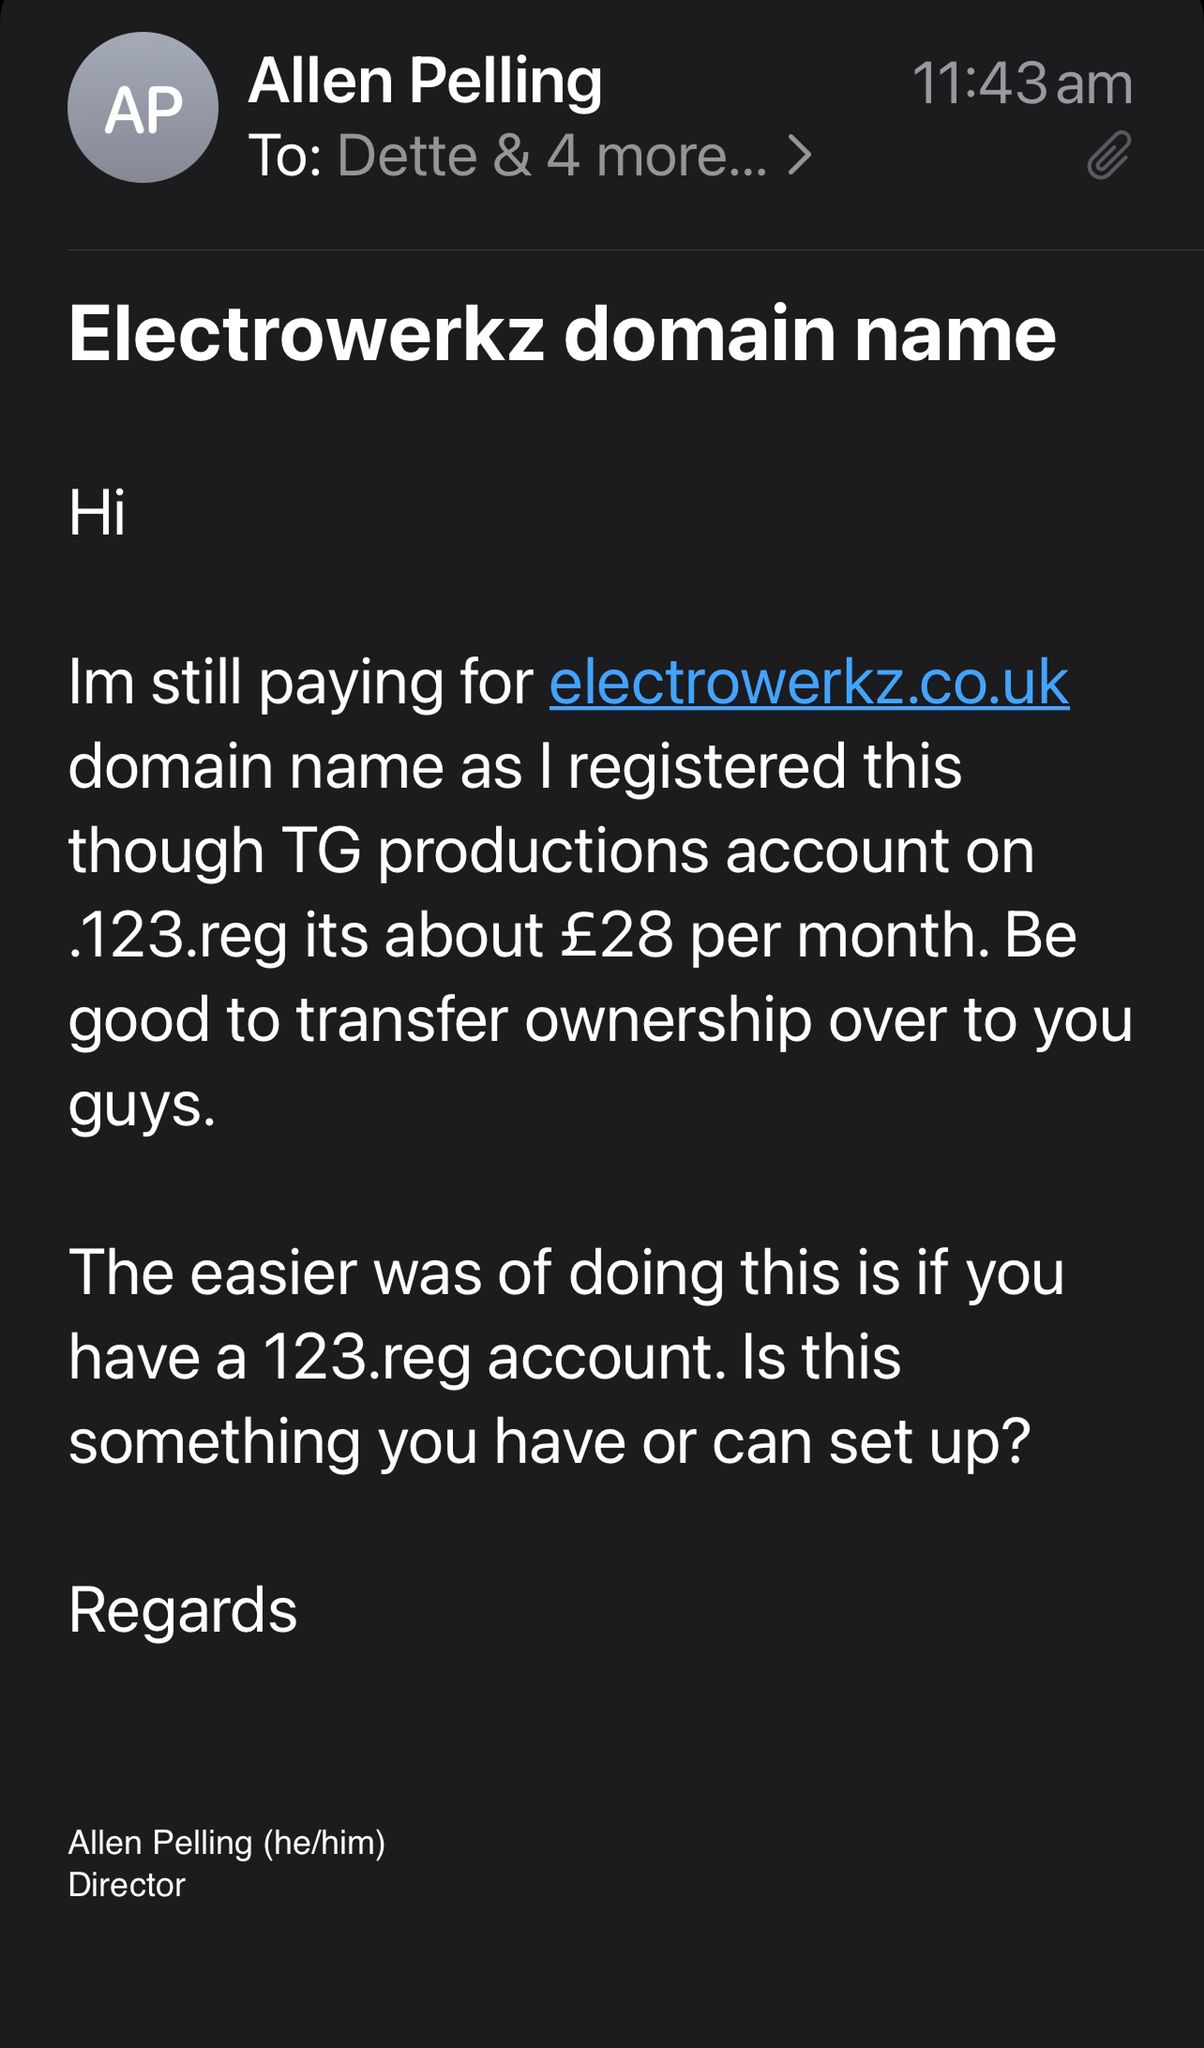 AP
Allen Pelling
11:43 am
To: Dette & 4 more...
Electrowerkz domain name
Hi
Im still paying for electrowerkz.co.uk
domain name as I registered this
though TG productions account on
.123.reg its about £28 per month. Be
good to transfer ownership over to you
guys.
The easier was of doing this is if you
have a 123.reg account. Is this
something you have or can set up?
Regards
Allen Pelling (he/him)
Director